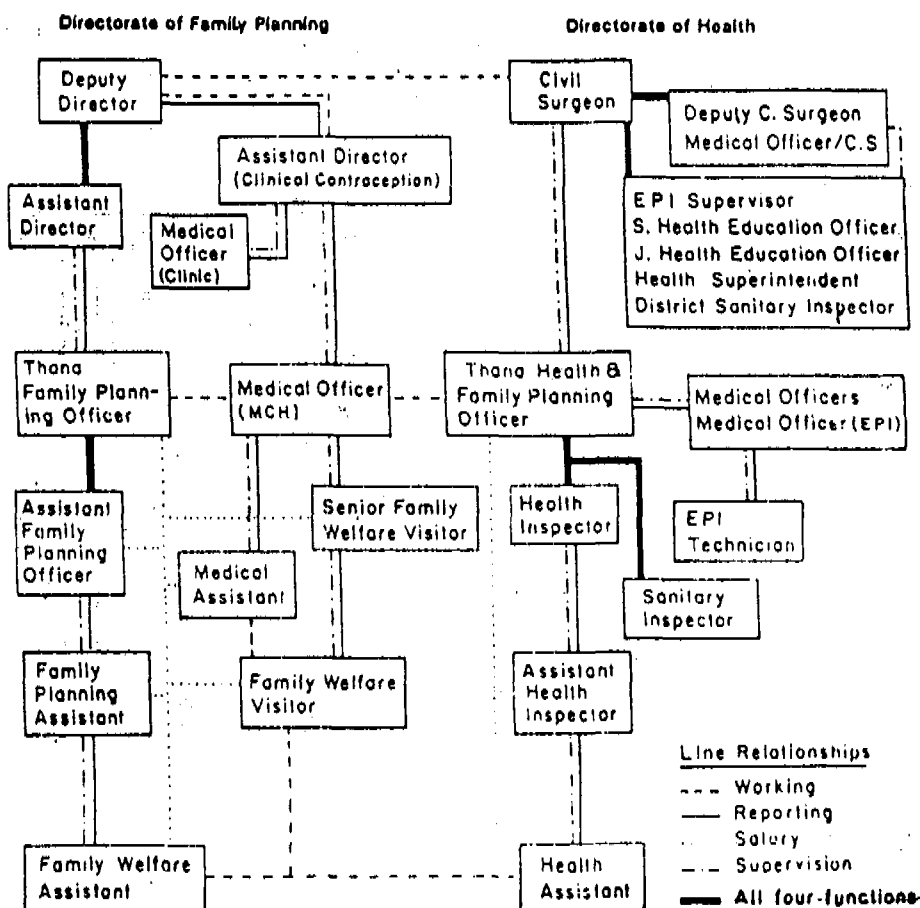 Directorate of Family Planning
Directorate of Health
Deputy
Director
Civil
Surgeon
Deputy C. Surgeon
Medical Officer/C.S
Assistant Director
(Clinical Contraception)
Assistant
Director
Medical
Officer
(Clinic)
EPI Supervisor
S. Health Education Officer
J. Health Education Officer
Health Superintendent
District Sanitary Inspector
Thana
Family Plann-
ing Officer
Medical Officer
(MCH)
Thana Health &
Family Planning
Officer
Medical Officers
Medical Officer (EPI)
Assistant
Family
Planning
Officer
Senior Family
Welfare Visitor
Health
Inspector
EPI
Technician
Medical
Assistant
Sanitary
Inspector
Family
Planning
Assistant
Family Welfare
Visitor
Assistant
Health
Inspector
Line Relationships
Working
Reporting
Salary
Supervision
All four-functions
Family Welfare
Assistant
Health
Assistant